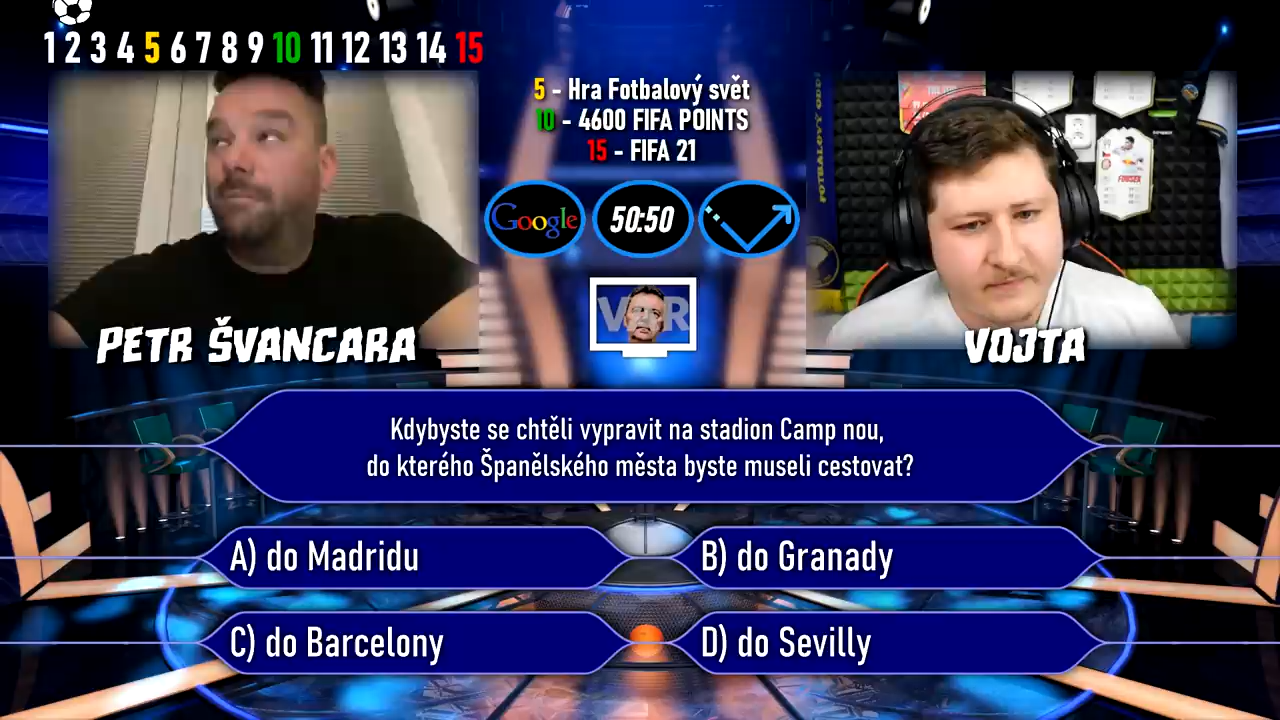 1 2 3 4 5 6 7 8 9 10 11 12 13 14 15
5 - Hra Fotbalový svět
10 - 4600 FIFA POINTS
15 - FIFA 21
Google
50:50
PETR ŠVANCARA
VOJTA
Kdybyste se chtěli vypravit na stadion Camp nou,
do kterého Španělského města byste museli cestovat?
A) do Madridu
B) do Granady
C) do Barcelony
D) do Sevilly